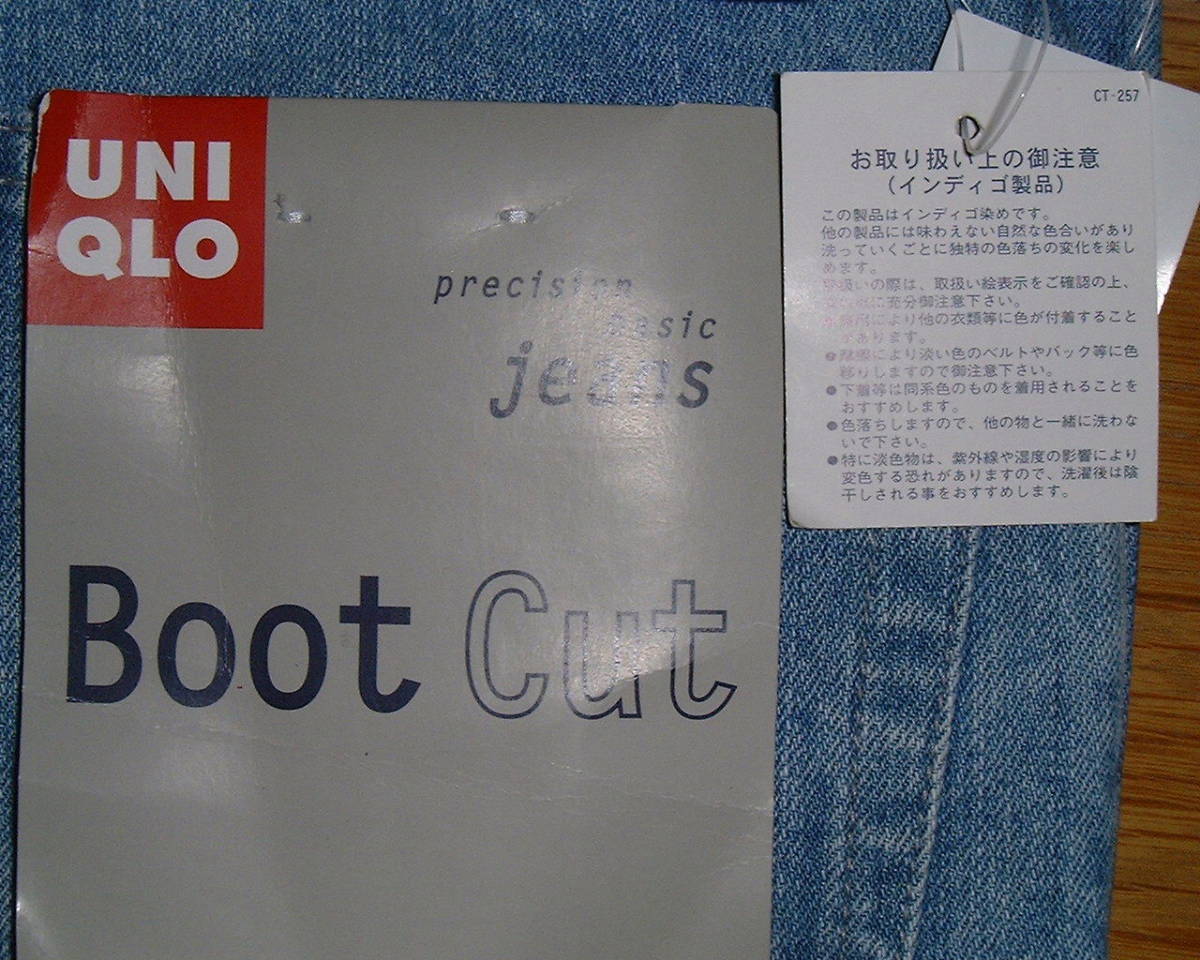 UNI
QLO
precision
basic
jeans
Boot Cut
CT-257
お取り扱い上の御注意
(インディゴ製品)
この製品はインディゴ染めです。
他の製品には味わえない自然な色合いがあり
洗っていくごとに独特の色落ちの変化を楽し
めます。
扱いの際は、取扱い絵表示をご確認の上、
に充分御注意下さい。
により他の衣類等に色が付着すること
があります。
により淡い色のベルトやバック等に色
移りしますので御注意下さい。
●下着等は同系色のものを着用されることを
おすすめします。
●色落ちしますので、他の物と一緒に洗わな
いで下さい。
●特に淡色物は、紫外線や湿度の影響により
変色する恐れがありますので、洗濯後は陰
干しされる事をおすすめします。